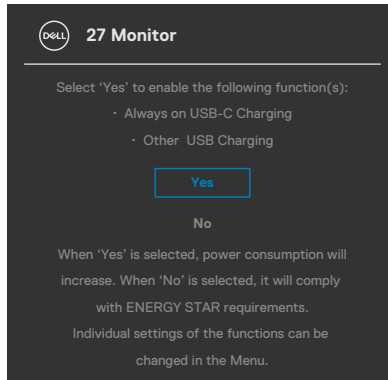 DELL 27 Monitor
Select ‘Yes’ to enable the following function(s):
· Always on USB-C Charging
· Other USB Charging
Yes
No
When ‘Yes’ is selected, power consumption will
increase. When ‘No’ is selected, it will comply
with ENERGY STAR requirements.
Individual settings of the functions can be
changed in the Menu.